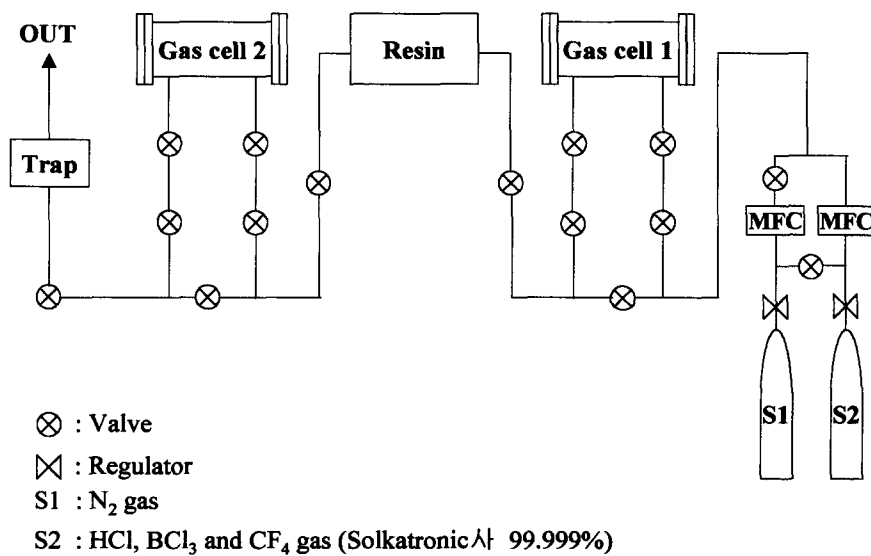 OUT
Gas cell 2
Resin
Gas cell 1
Trap
MFC
MFC
S1
S2
: Valve
: Regulator
S1 : N₂ gas
S2 : HCl, BCl₃ and CF₄ gas (Solkatronic사 99.999%)